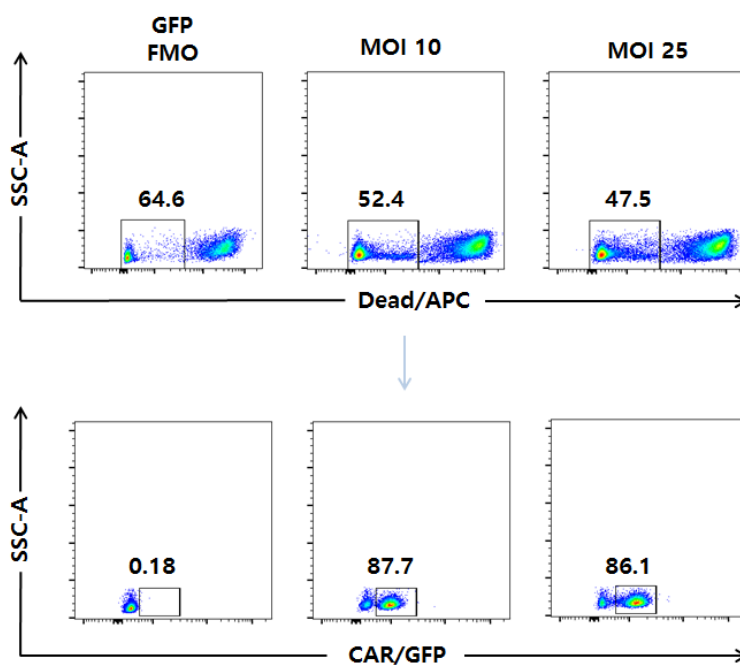 GFP
FMO
MOI 10
MOI 25
SSC-A
64.6
52.4
47.5
Dead/APC
SSC-A
0.18
87.7
86.1
CAR/GFP